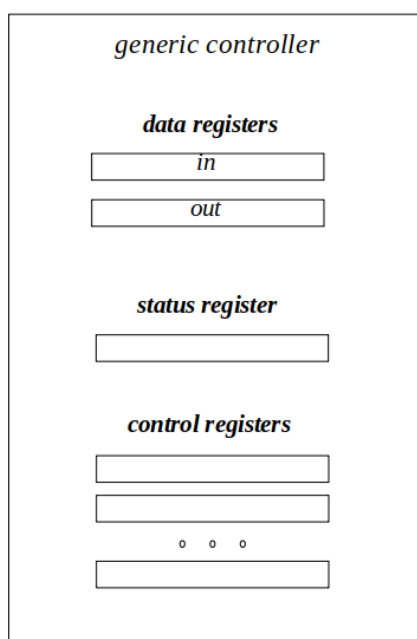 generic controller
data registers
in
out
status register
control registers